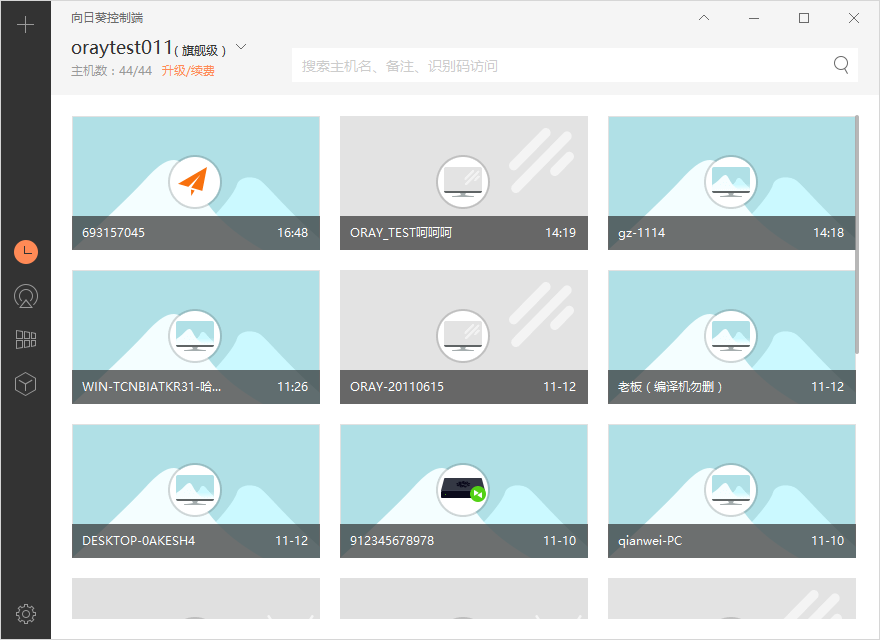 向日葵控制端
oraytest011 ( 旗舰级 )
主机数：44/44 升级/续费
搜索主机名、备注、识别码访问
693157045 16:48
ORAY_TEST呵呵呵 14:19
gz-1114 14:18
WIN-TCNBIATKR31-哈... 11:26
ORAY-20110615 11-12
老板 ( 编译机勿删 ) 11-12
DESKTOP-0AKESH4 11-12
912345678978 11-10
qianwei-PC 11-10